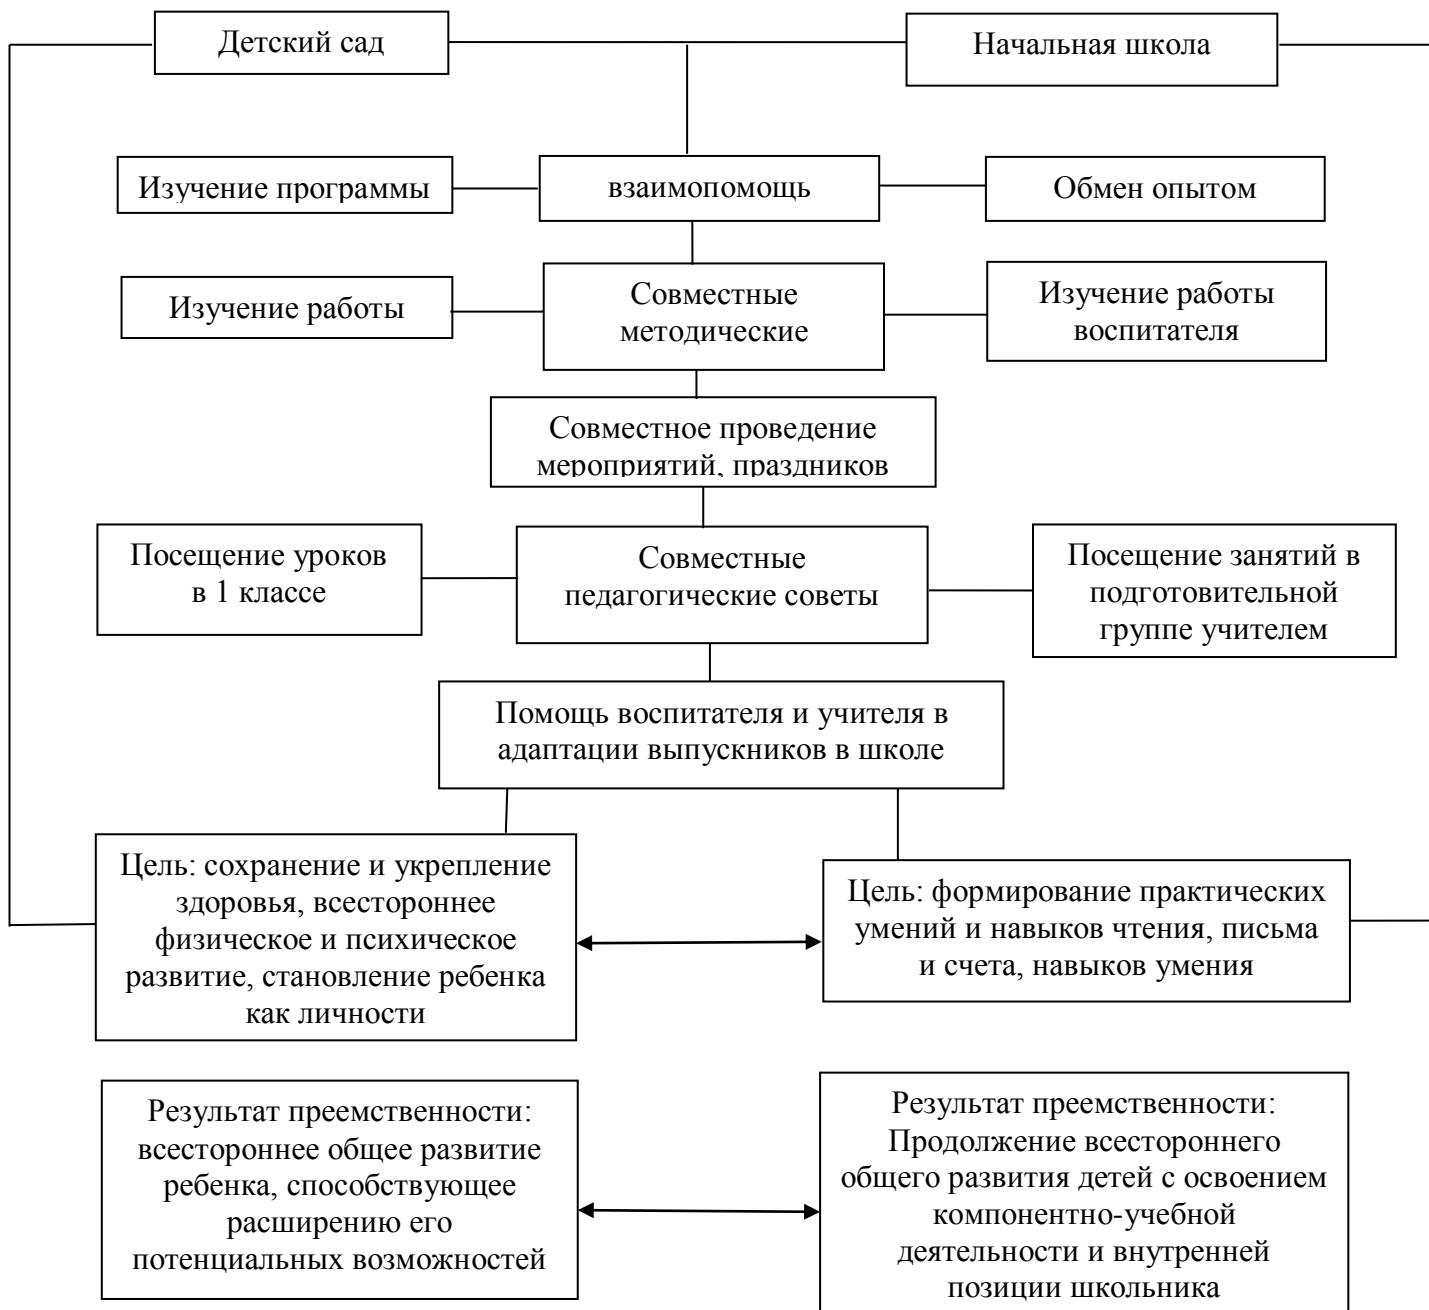 Детский сад
Начальная школа
Изучение программы
взаимопомощь
Обмен опытом
Изучение работы
Совместные
методические
Изучение работы
воспитателя
Совместное проведение
мероприятий, праздников
Посещение уроков
в 1 классе
Совместные
педагогические советы
Посещение занятий в
подготовительной
группе учителем
Помощь воспитателя и учителя в
адаптации выпускников в школе
Цель: сохранение и укрепление
здоровья, всестороннее
физическое и психическое
развитие, становление ребенка
как личности
Цель: формирование практических
умений и навыков чтения, письма
и счета, навыков умения
Результат преемственности:
всестороннее общее развитие
ребенка, способствующее
расширению его
потенциальных возможностей
Результат преемственности:
Продолжение всестороннего
общего развития детей с освоением
компонентно-учебной
деятельности и внутренней
позиции школьника